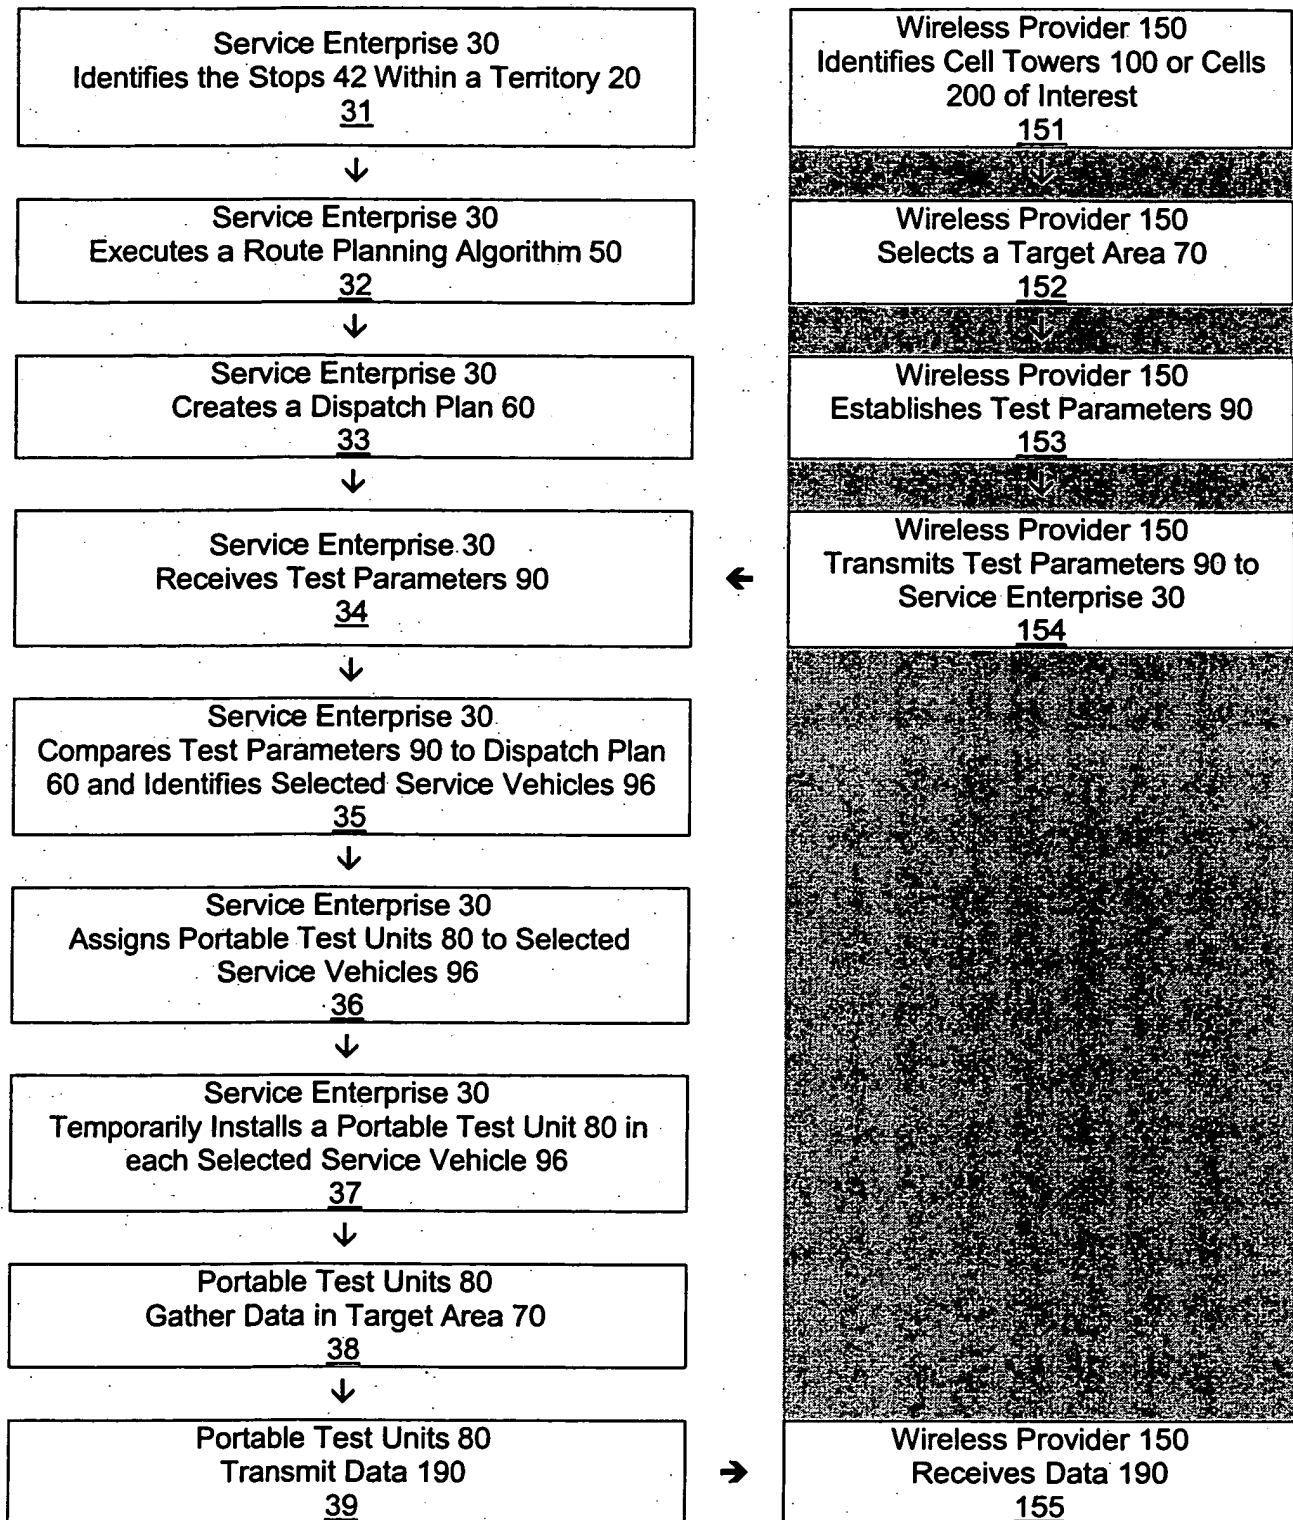 Service Enterprise 30
Identifies the Stops 42 Within a Territory 20
31
Service Enterprise 30
Executes a Route Planning Algorithm 50
32
Service Enterprise 30
Creates a Dispatch Plan 60
33
Service Enterprise 30
Receives Test Parameters 90
34
Service Enterprise 30
Compares Test Parameters 90 to Dispatch Plan
60 and Identifies Selected Service Vehicles 96
35
Service Enterprise 30
Assigns Portable Test Units 80 to Selected
Service Vehicles 96
36
Service Enterprise 30
Temporarily Installs a Portable Test Unit 80 in
each Selected Service Vehicle 96
37
Portable Test Units 80
Gather Data in Target Area 70
38
Portable Test Units 80
Transmit Data 190
39
Wireless Provider 150
Identifies Cell Towers 100 or Cells
200 of Interest
151
Wireless Provider 150
Selects a Target Area 70
152
Wireless Provider 150
Establishes Test Parameters 90
153
Wireless Provider 150
Transmits Test Parameters 90 to
Service Enterprise 30
154
Wireless Provider 150
Receives Data 190
155